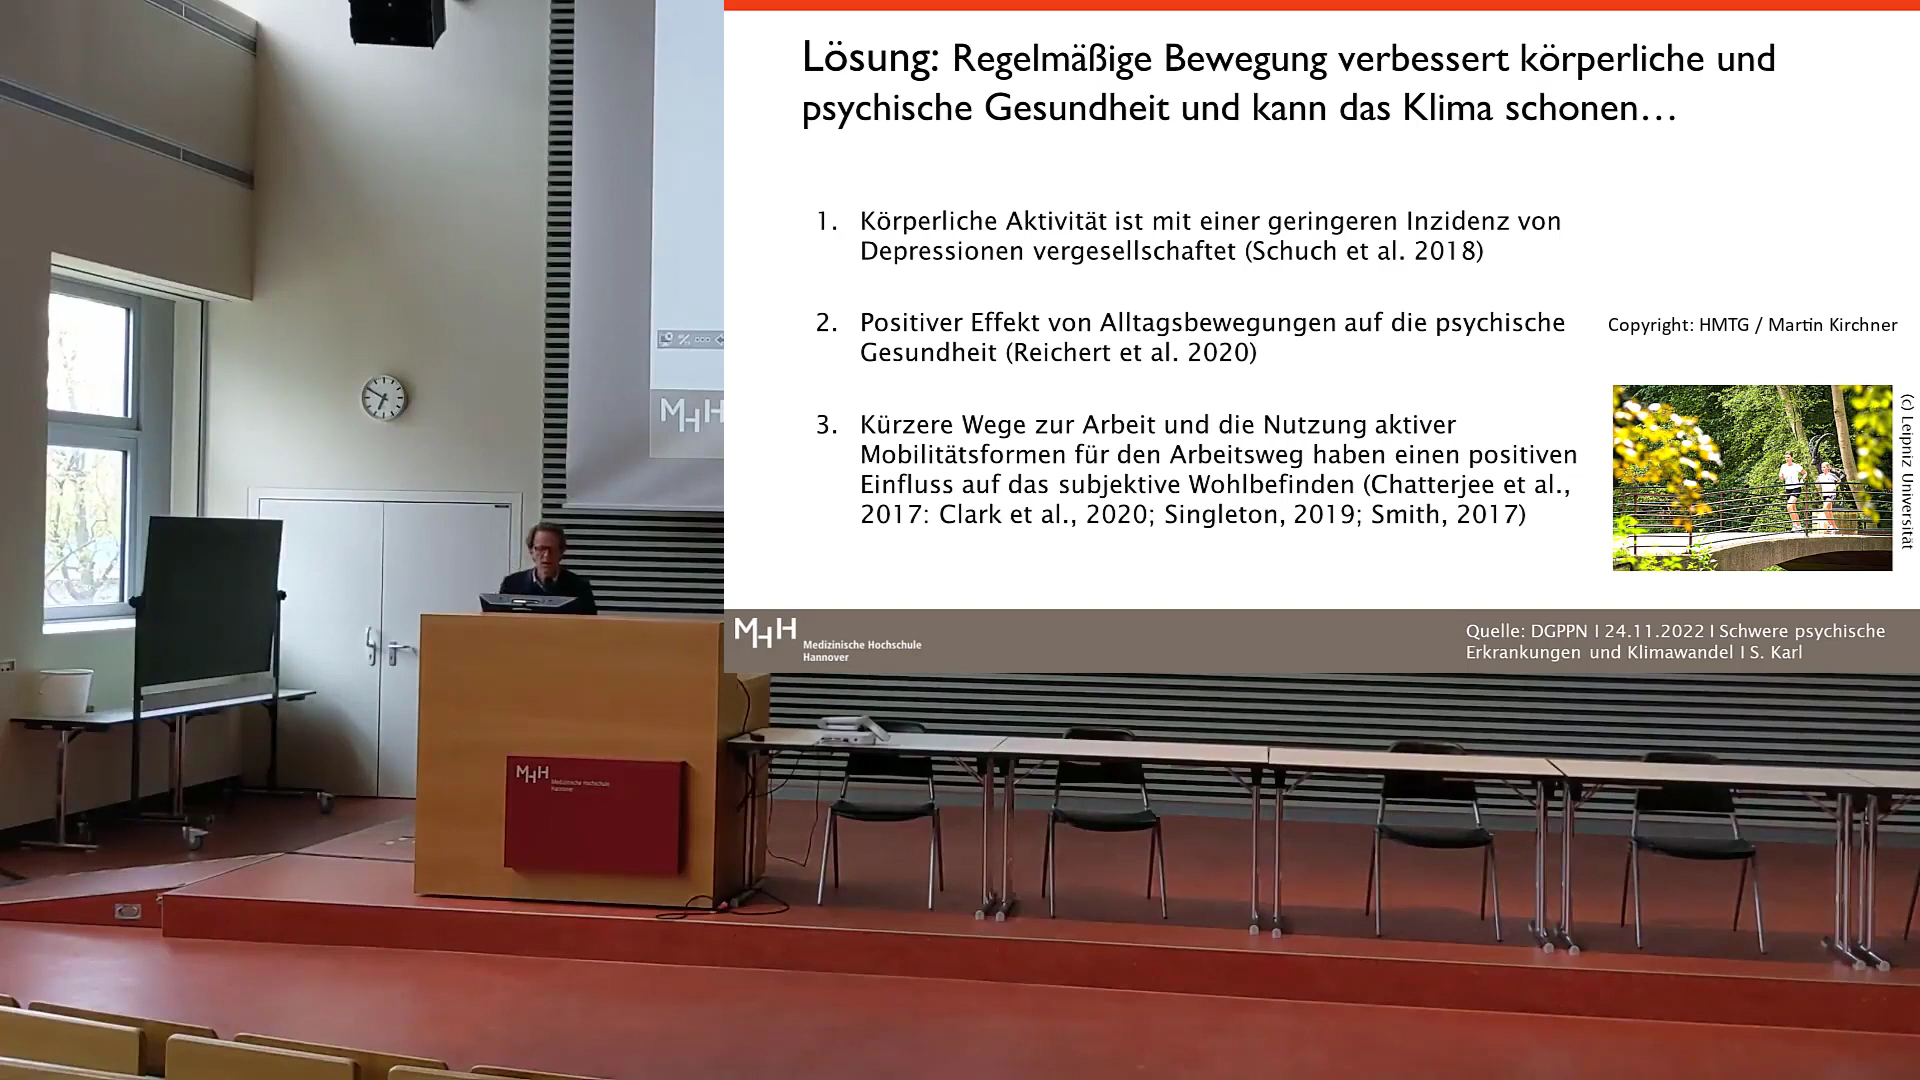 Lösung: Regelmäßige Bewegung verbessert körperliche und
psychische Gesundheit und kann das Klima schonen…
1. Körperliche Aktivität ist mit einer geringeren Inzidenz von
Depressionen vergesellschaftet (Schuch et al. 2018)
2. Positiver Effekt von Alltagsbewegungen auf die psychische
Gesundheit (Reichert et al. 2020)
3. Kürzere Wege zur Arbeit und die Nutzung aktiver
Mobilitätsformen für den Arbeitsweg haben einen positiven
Einfluss auf das subjektive Wohlbefinden (Chatterjee et al.,
2017: Clark et al., 2020; Singleton, 2019; Smith, 2017)
Copyright: HMTG / Martin Kirchner
(c) Leipniz Universität
MHH
Medizinische Hochschule
Hannover
Quelle: DGPPN I 24.11.2022 I Schwere psychische
Erkrankungen und Klimawandel I S. Karl
MHH
MHH
Medizinische Hochschule
Hannover